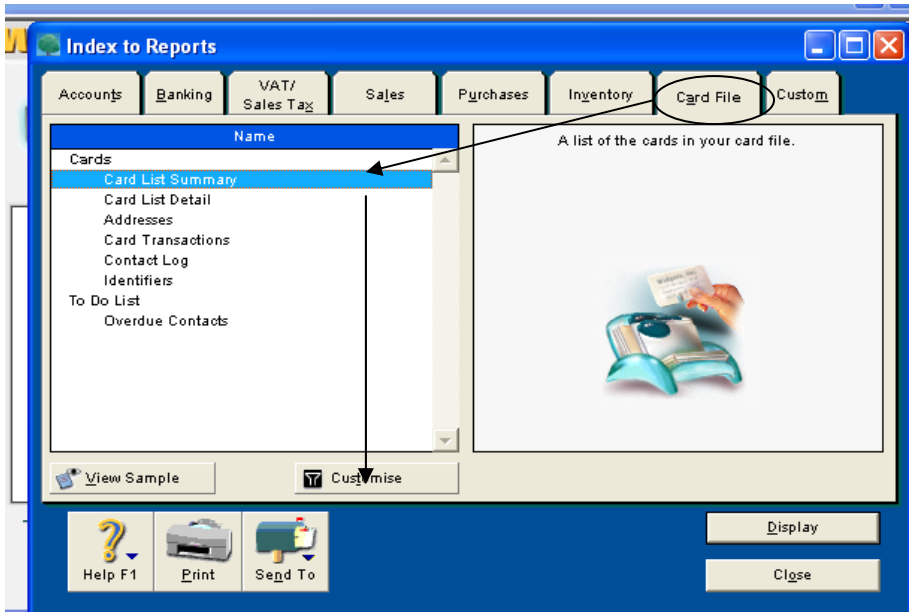 Index to Reports
Accounts
Banking
VAT/
Sales Tax
Sales
Purchases
Inventory
Card File
Custom
Name
Cards
Card List Summary
Card List Detail
Addresses
Card Transactions
Contact Log
Identifiers
To Do List
Overdue Contacts
A list of the cards in your card file.
View Sample
Customise
Help F1
Print
Send To
Display
Close